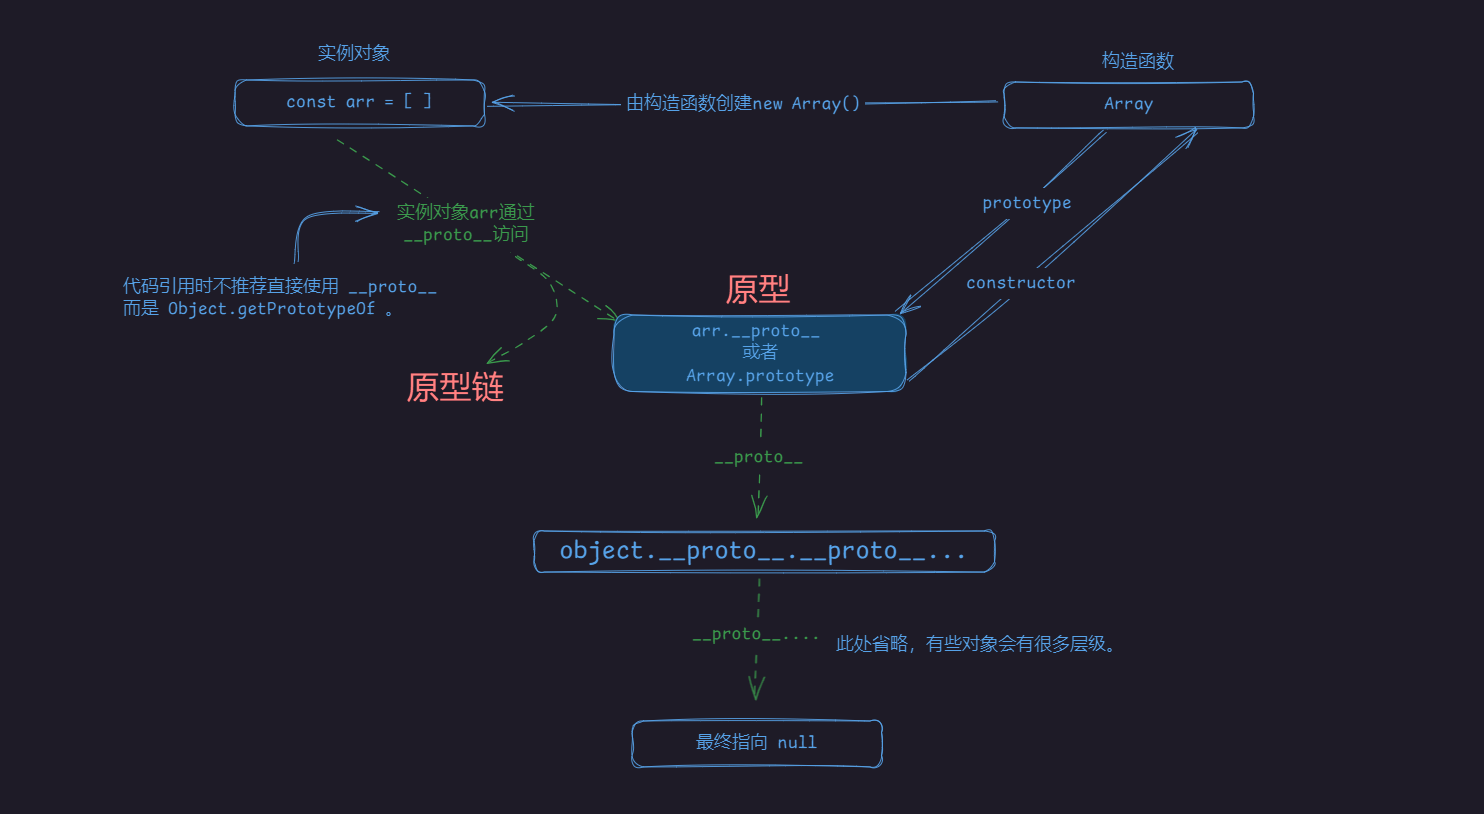 实例对象
构造函数
const arr = [ ]
由构造函数创建new Array()
Array
prototype
实例对象arr通过
__proto__访问
constructor
代码引用时不推荐直接使用 __proto__
而是 Object.getPrototypeOf 。
原型
arr.__proto__
或者
Array.prototype
原型链
__proto__
object.__proto__.__proto__...
__proto__....
此处省略，有些对象会有很多层级。
最终指向 null